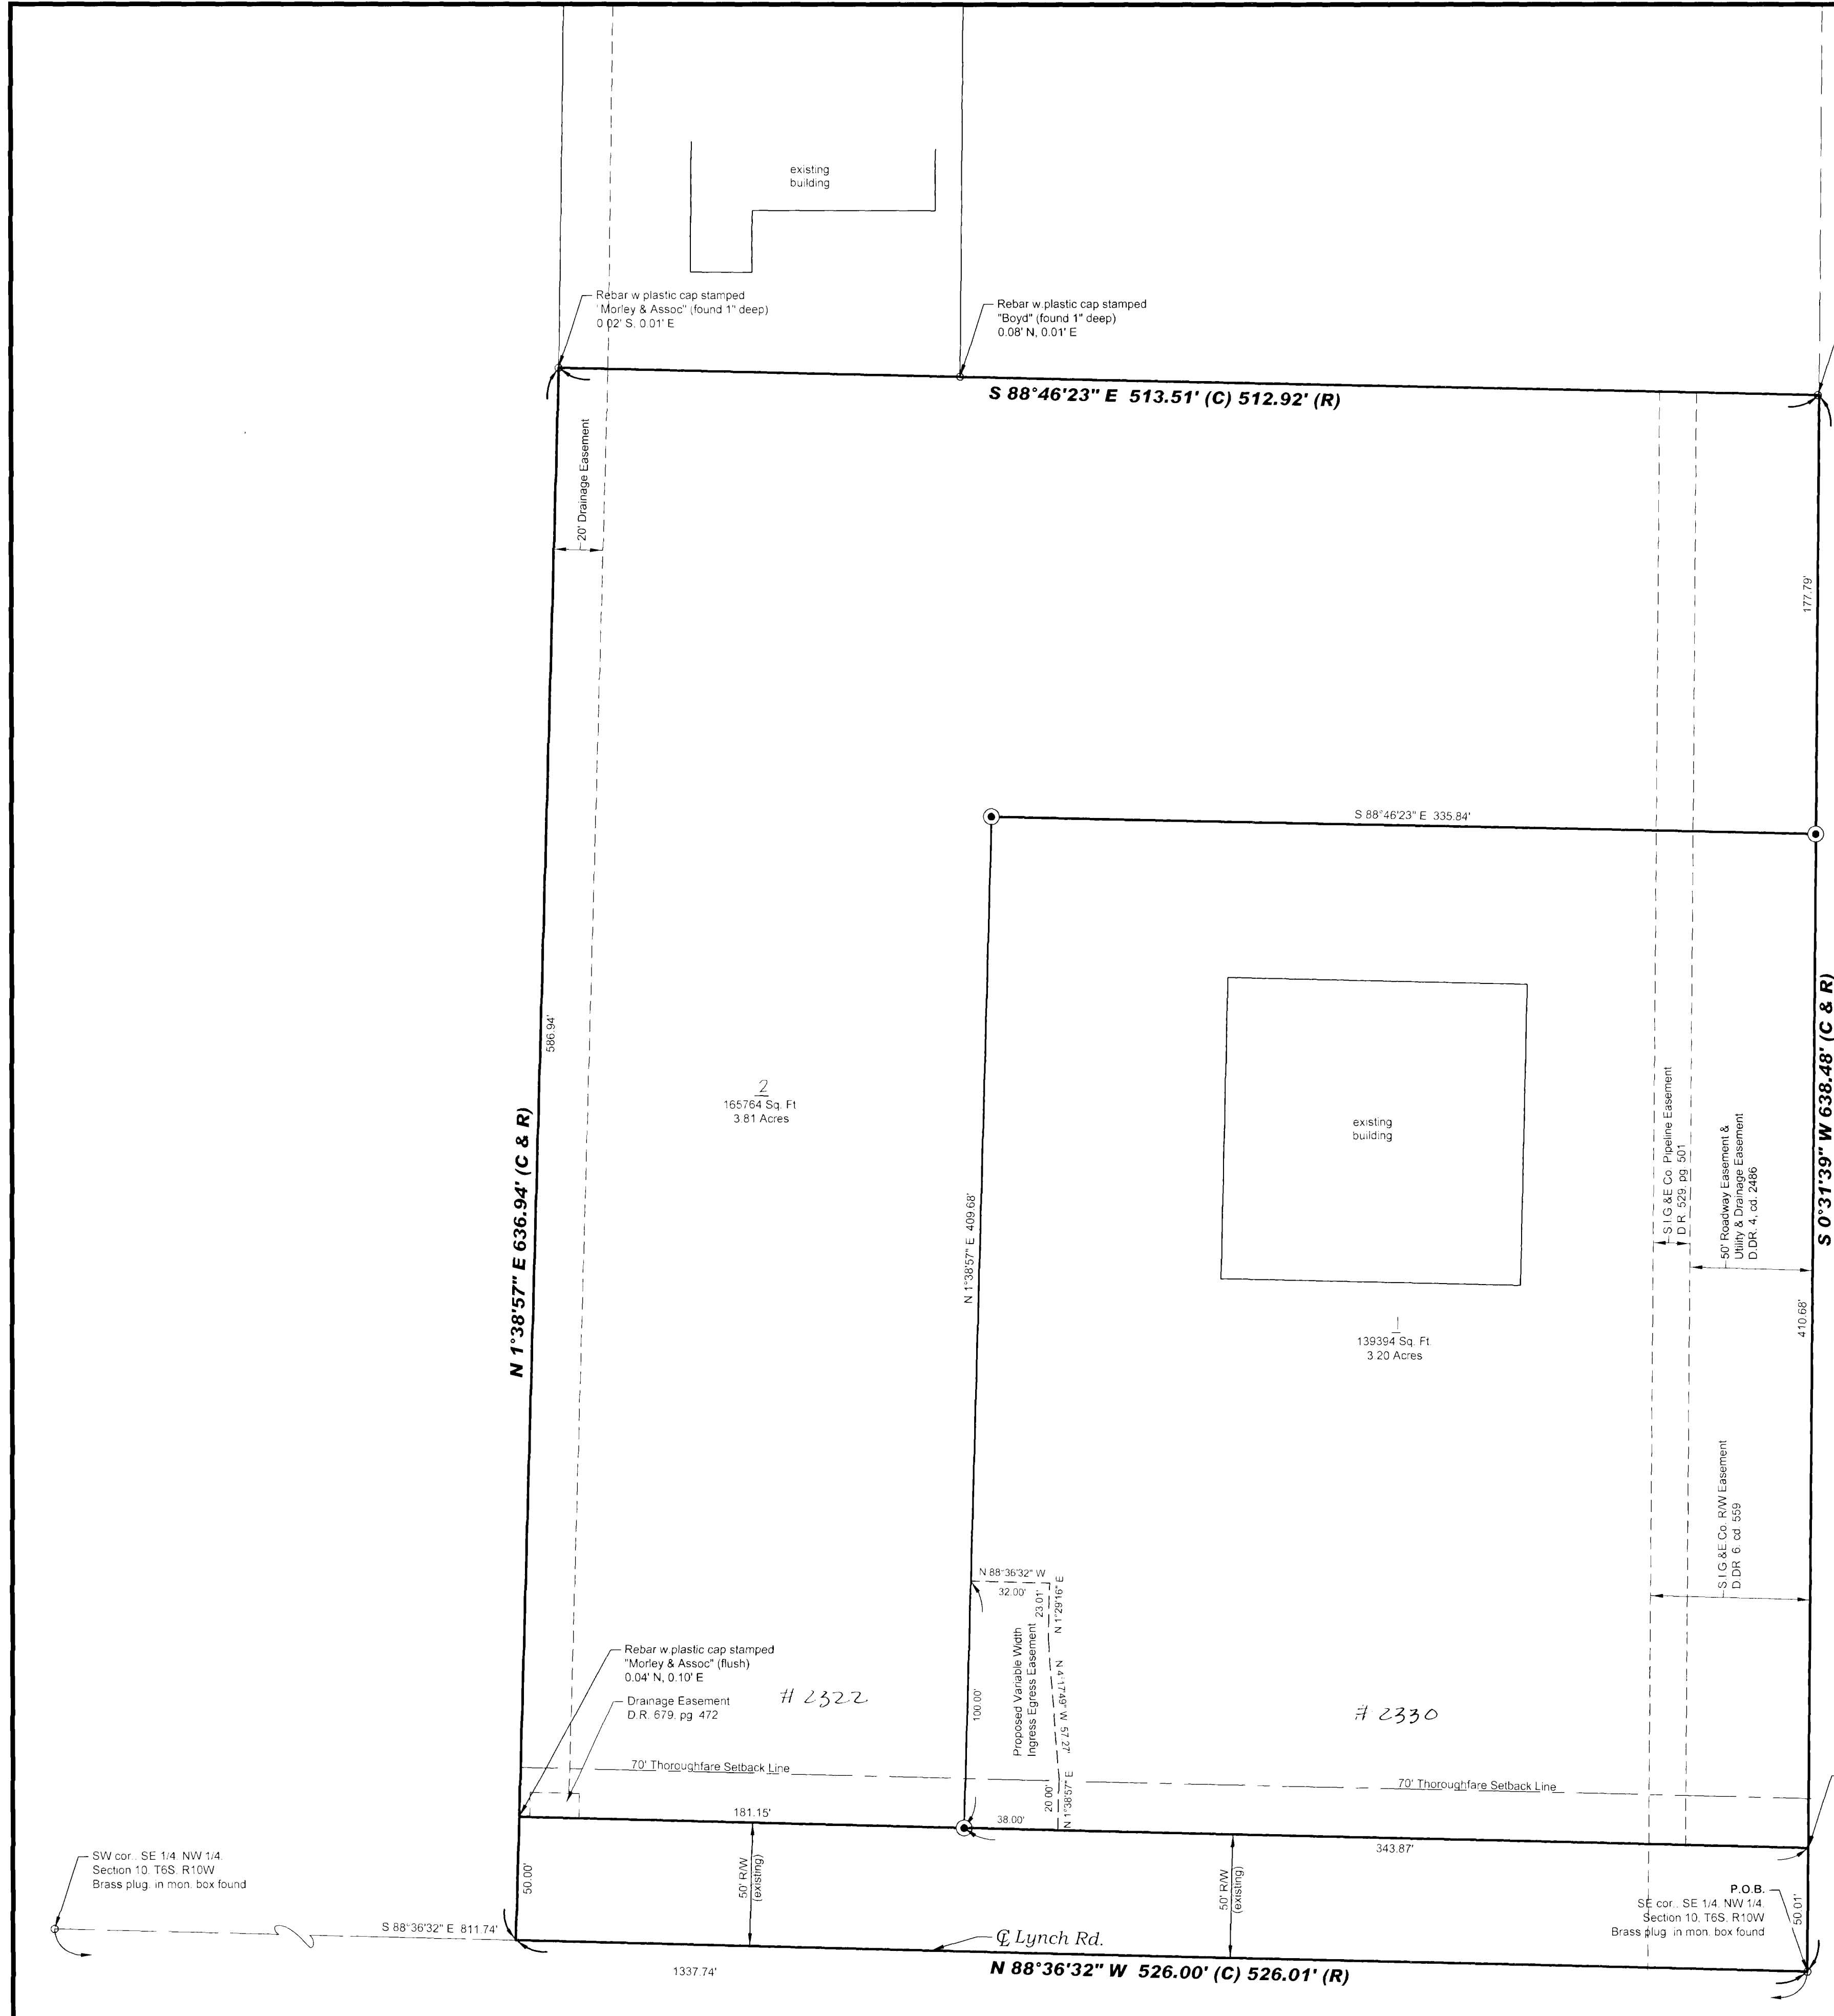 existing
building
Rebar w plastic cap stamped
"Morley & Assoc" (found 1" deep)
0 02' S, 0.01' E
Rebar w.plastic cap stamped
"Boyd" (found 1" deep)
0.08' N, 0.01' E
S 88°46'23" E 513.51' (C) 512.92' (R)
20' Drainage Easement
177.79'
S 88°46'23" E 335.84'
586.94'
N 1°38'57" E 636.94' (C & R)
2
165764 Sq. Ft
3.81 Acres
N 1°38'57" E 409.68'
existing
building
1
139394 Sq. Ft
3.20 Acres
S I G &E Co. Pipeline Easement
D.R. 529. pg 501
50' Roadway Easement &
Utility & Drainage Easement
D.DR. 4, cd. 2486
S 0°31'39" W 638.48' (C & R)
410.68'
S I G &E.Co. R/W Easement
D.DR 6. cd 559
N 88°36'32" W
32.00'
23.01'
N 1°29'16" E
Proposed Variable Width
Ingress Egress Easement
N 4°17'49" W 57.27'
100.00'
20.00'
N 1°38'57" E
38.00'
Rebar w.plastic cap stamped
"Morley & Assoc" (flush)
0.04' N, 0.10' E
Drainage Easement
D.R. 679. pg 472
# 2322
# 2330
70' Thoroughfare Setback Line
70' Thoroughfare Setback Line
181.15'
343.87'
SW cor.. SE 1/4. NW 1/4.
Section 10. T6S. R10W
Brass plug. in mon. box found
50.00'
50' R/W
(existing)
50' R/W
(existing)
P.O.B.
SE cor.. SE 1/4. NW 1/4.
Section 10, T6S. R10W
Brass plug in mon. box found
50.01'
S 88°36'32" E 811.74'
℄ Lynch Rd.
1337.74'
N 88°36'32" W 526.00' (C) 526.01' (R)